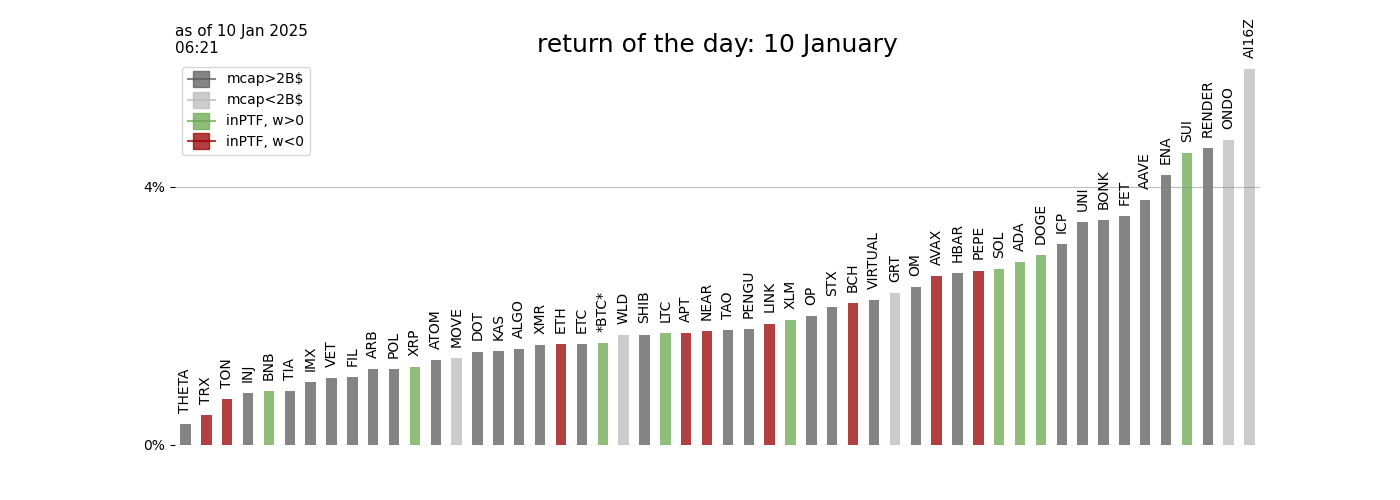 as of 10 Jan 2025
06:21
return of the day: 10 January
mcap>2B$
mcap<2B$
inPTF, w>0
inPTF, w<0
4%
0%
THETA
TRX
TON
INJ
BNB
TIA
IMX
VET
FIL
ARB
POL
XRP
ATOM
MOVE
DOT
KAS
ALGO
XMR
ETH
ETC
*BTC*
WLD
SHIB
LTC
APT
NEAR
TAO
PENGU
LINK
XLM
OP
STX
BCH
VIRTUAL
GRT
OM
AVAX
HBAR
PEPE
SOL
ADA
DOGE
ICP
UNI
BONK
FET
AAVE
ENA
SUI
RENDER
ONDO
AI16Z